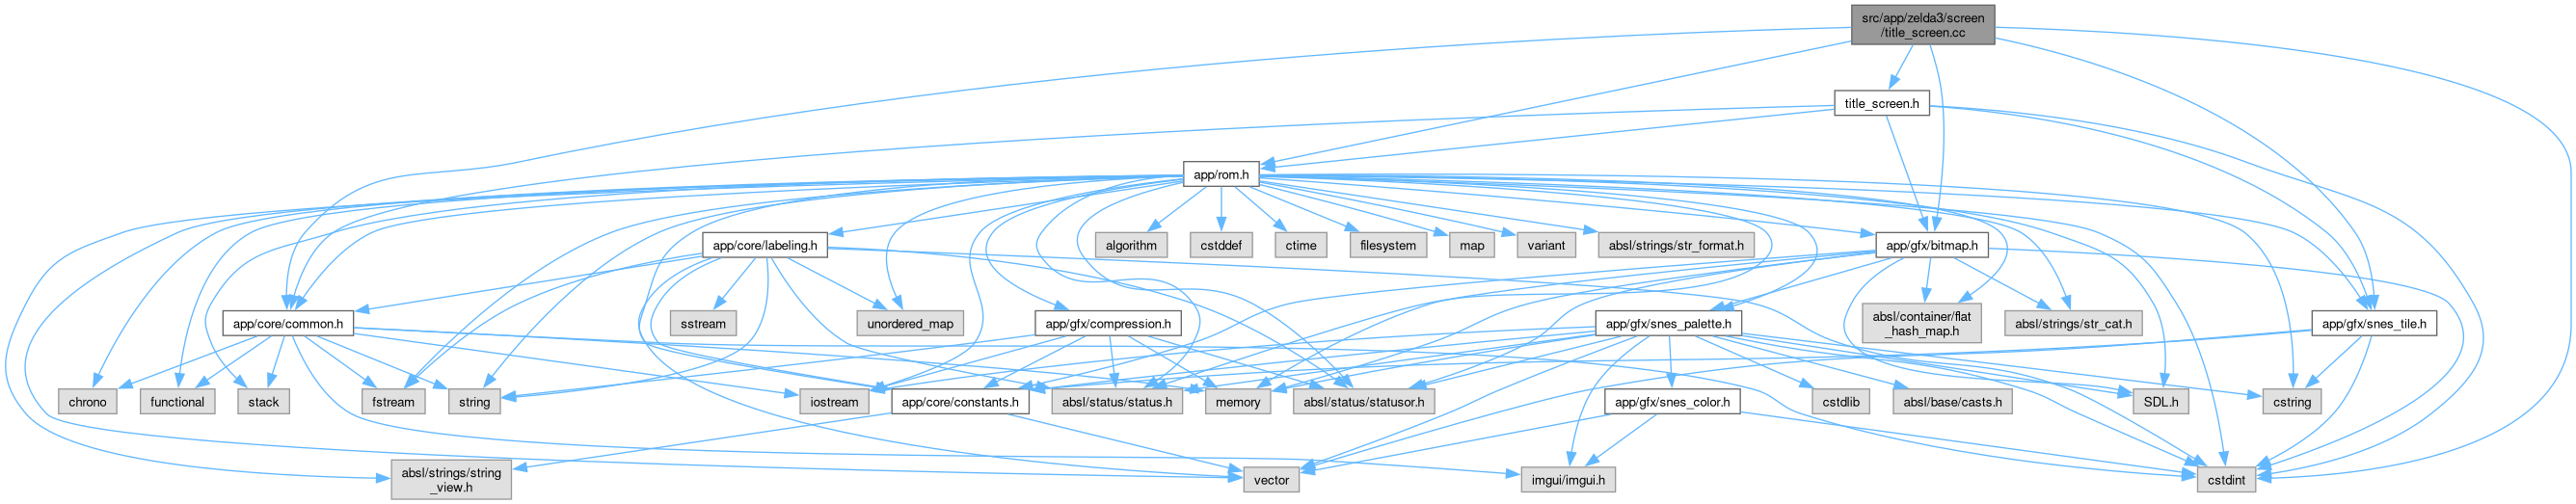 src/app/zelda3/screen
/title_screen.cc
title_screen.h
app/rom.h
app/core/labeling.h
algorithm
cstddef
ctime
filesystem
map
variant
absl/strings/str_format.h
app/gfx/bitmap.h
app/core/common.h
sstream
unordered_map
app/gfx/compression.h
app/gfx/snes_palette.h
absl/container/flat
_hash_map.h
absl/strings/str_cat.h
app/gfx/snes_tile.h
chrono
functional
stack
fstream
string
iostream
app/core/constants.h
absl/status/status.h
memory
absl/status/statusor.h
cstdlib
app/gfx/snes_color.h
absl/base/casts.h
SDL.h
cstring
absl/strings/string
_view.h
vector
imgui/imgui.h
cstdint